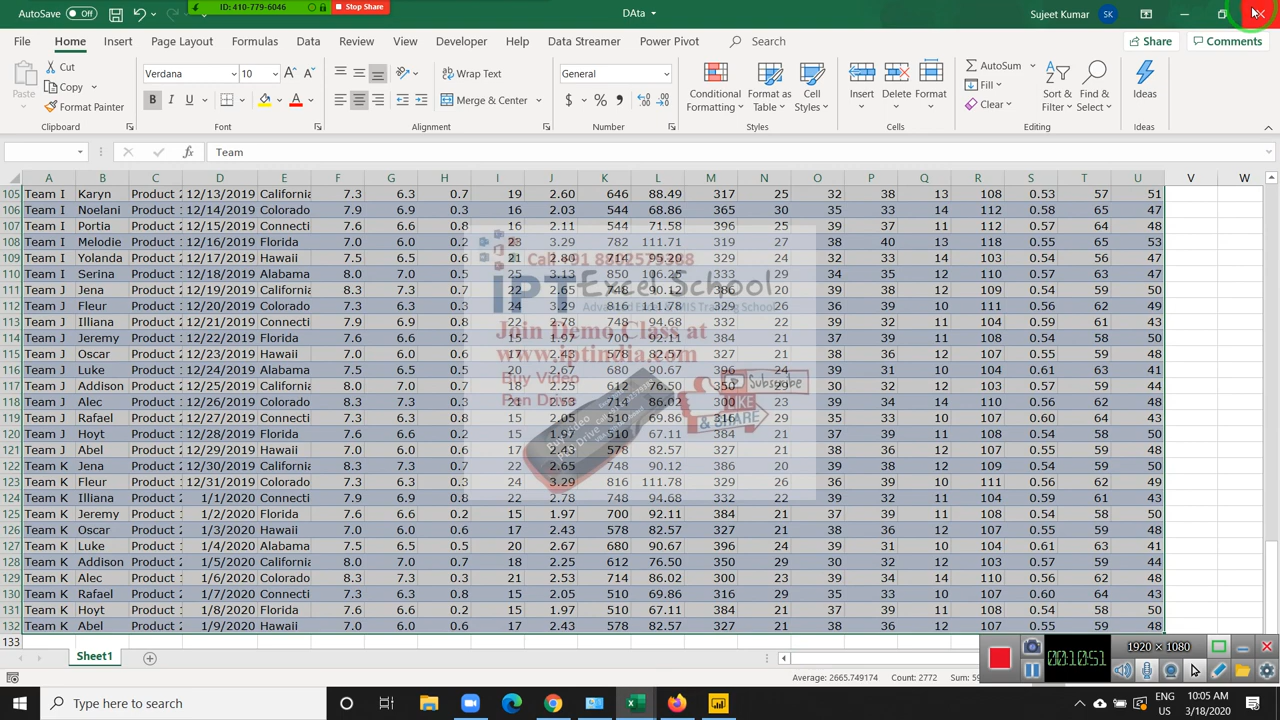 AutoSave Off
ID: 410-779-6046 Stop Share
DAta
Sujeet Kumar SK
File Home Insert Page Layout Formulas Data Review View Developer Help Data Streamer Power Pivot Search Share Comments
Paste Cut Copy Format Painter Clipboard
Verdana 10 B I U A Font
Wrap Text Merge & Center Alignment
General $ % Number
Conditional Formatting Format as Table Cell Styles Styles
Insert Delete Format Cells
AutoSum Fill Clear Sort & Filter Find & Select Editing
Ideas Ideas
fx Team
A B C D E F G H I J K L M N O P Q R S T U V W
105 Team I Karyn Product 2 12/13/2019 California 7.3 6.3 0.7 19 2.60 646 88.49 317 25 32 38 13 108 0.53 57 51
106 Team I Noelani Product 12/14/2019 Colorado 7.9 6.9 0.3 16 2.03 544 68.86 365 30 35 33 14 112 0.58 65 47
107 Team I Portia Product 12/15/2019 Connecti 7.6 6.6 0.8 16 2.11 544 71.58 396 25 39 37 11 112 0.57 64 48
108 Team I Melodie Product 12/16/2019 Florida 7.0 6.0 0.2 23 3.29 782 111.71 319 27 38 40 13 118 0.55 65 53
109 Team I Yolanda Product 12/17/2019 Hawaii 7.5 6.5 0.6 21 2.80 714 95.20 346 24 32 33 14 103 0.54 56 47
110 Team I Serina Product 12/18/2019 Alabama 8.0 7.0 0.5 25 3.13 850 106.25 333 29 34 35 12 110 0.57 63 47
111 Team J Jena Product 12/19/2019 California 8.3 7.3 0.5 22 2.65 748 90.12 386 20 39 38 12 109 0.54 59 50
112 Team J Fleur Product 12/20/2019 Colorado 8.3 7.3 0.3 24 3.29 816 111.78 329 26 39 36 10 111 0.56 62 49
113 Team J Illiana Product 12/21/2019 Connecti 7.9 6.9 0.8 22 2.78 748 94.68 332 22 39 32 11 104 0.59 61 43
114 Team J Jeremy Product 12/22/2019 Florida 7.6 6.6 0.2 15 1.97 700 92.11 384 21 37 39 11 108 0.54 58 50
115 Team J Oscar Product 12/23/2019 Hawaii 7.0 6.0 0.6 17 2.43 578 82.57 327 21 38 36 12 107 0.55 59 48
116 Team J Luke Product 12/24/2019 Alabama 7.5 6.5 0.5 20 2.67 680 90.67 396 24 39 31 10 104 0.61 63 41
117 Team J Addison Product 12/25/2019 California 8.0 7.0 0.7 18 2.25 612 76.50 350 29 30 32 12 103 0.57 59 44
118 Team J Alec Product 12/26/2019 Colorado 8.3 7.3 0.3 21 2.53 714 86.02 300 23 39 34 14 110 0.56 62 48
119 Team J Rafael Product 12/27/2019 Connecti 7.3 6.3 0.8 15 2.05 510 69.86 316 29 35 33 10 107 0.60 64 43
120 Team J Hoyt Product 12/28/2019 Florida 7.6 6.6 0.2 15 1.97 510 67.11 384 21 37 39 11 108 0.54 58 50
121 Team J Abel Product 12/29/2019 Hawaii 7.0 6.0 0.6 17 2.43 578 82.57 327 21 38 36 12 107 0.55 59 48
122 Team K Jena Product 12/30/2019 California 8.3 7.3 0.5 22 2.65 748 90.12 386 20 39 38 12 109 0.54 59 50
123 Team K Fleur Product 12/31/2019 Colorado 8.3 7.3 0.3 24 3.29 816 111.78 329 26 39 36 10 111 0.56 62 49
124 Team K Illiana Product 1/1/2020 Connecti 7.9 6.9 0.8 22 2.78 748 94.68 332 22 39 32 11 104 0.59 61 43
125 Team K Jeremy Product 1/2/2020 Florida 7.6 6.6 0.2 15 1.97 700 92.11 384 21 37 39 11 108 0.54 58 50
126 Team K Oscar Product 1/3/2020 Hawaii 7.0 6.0 0.6 17 2.43 578 82.57 327 21 38 36 12 107 0.55 59 48
127 Team K Luke Product 1/4/2020 Alabama 7.5 6.5 0.5 20 2.67 680 90.67 396 24 39 31 10 104 0.61 63 41
128 Team K Addison Product 1/5/2020 California 8.0 7.0 0.7 18 2.25 612 76.50 350 29 30 32 12 103 0.57 59 44
129 Team K Alec Product 1/6/2020 Colorado 8.3 7.3 0.3 21 2.53 714 86.02 300 23 39 34 14 110 0.56 62 48
130 Team K Rafael Product 1/7/2020 Connecti 7.3 6.3 0.8 15 2.05 510 69.86 316 29 35 33 10 107 0.60 64 43
131 Team K Hoyt Product 1/8/2020 Florida 7.6 6.6 0.2 15 1.97 510 67.11 384 21 37 39 11 108 0.54 58 50
132 Team K Abel Product 1/9/2020 Hawaii 7.0 6.0 0.6 17 2.43 578 82.57 327 21 38 36 12 107 0.55 59 48
133
ipt Excel School
Join Demo Class at
www.iptindia.com
Buy Video
Pen Drive
Subscribe
LIKE
& SHARE
Sheet1
00:10:51 1920 × 1080
Average: 2665.749174 Count: 2772
Type here to search
ENG US 10:05 AM 3/18/2020